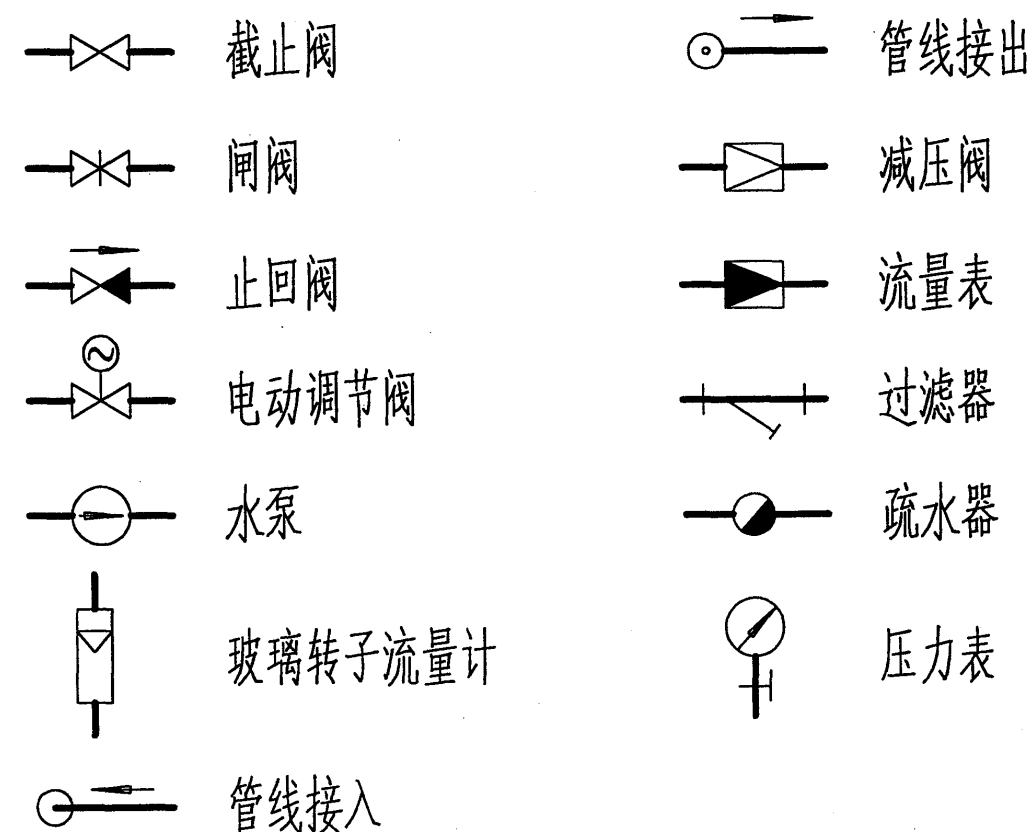 截止阀
闸阀
止回阀
电动调节阀
水泵
玻璃转子流量计
管线接入
管线接出
减压阀
流量表
过滤器
疏水器
压力表